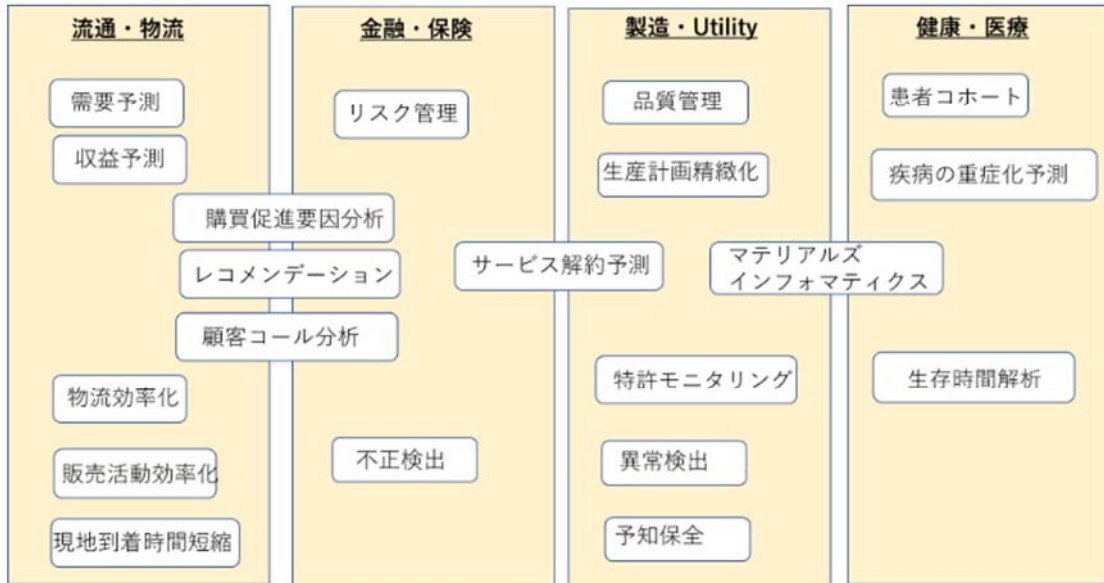 流通・物流
需要予測
収益予測
購買促進要因分析
レコメンデーション
顧客コール分析
物流効率化
販売活動効率化
現地到着時間短縮
金融・保険
リスク管理
不正検出
サービス解約予測
製造・Utility
品質管理
生産計画精緻化
特許モニタリング
異常検出
予知保全
マテリアルズ
インフォマティクス
健康・医療
患者コホート
疾病の重症化予測
生存時間解析